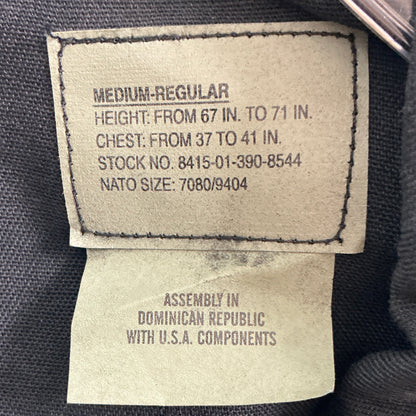 MEDIUM-REGULAR
HEIGHT: FROM 67 IN. TO 71 IN.
CHEST: FROM 37 TO 41 IN.
STOCK NO. 8415-01-390-8544
NATO SIZE: 7080/9404
ASSEMBLY IN
DOMINICAN REPUBLIC
WITH U.S.A. COMPONENTS